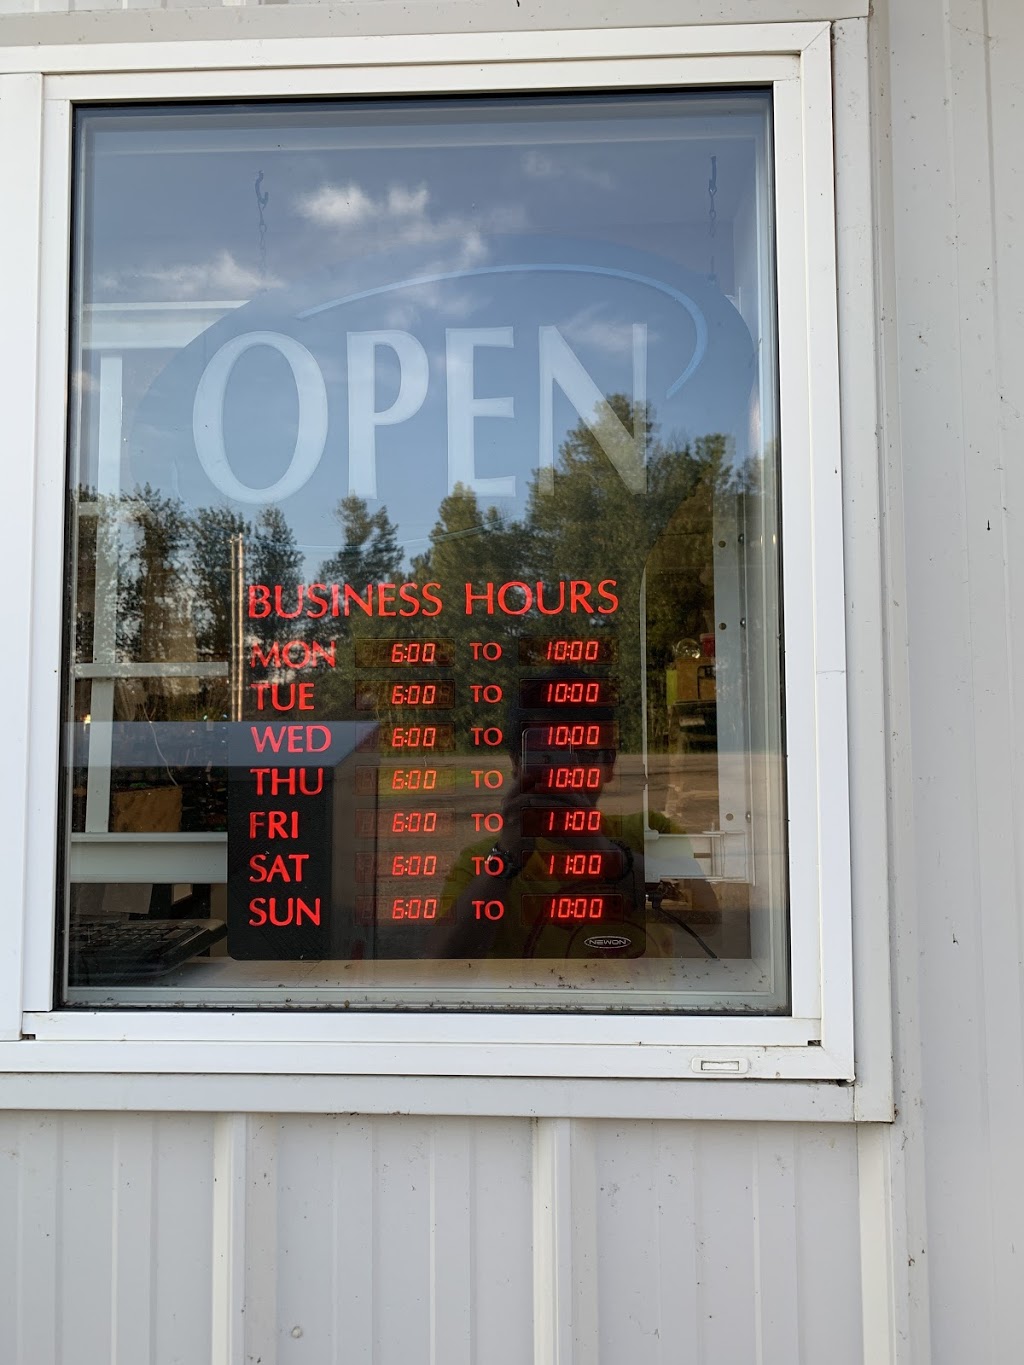 OPEN
BUSINESS HOURS
MON 6:00 TO 10:00
TUE 6:00 TO 10:00
WED 6:00 TO 10:00
THU 6:00 TO 10:00
FRI 6:00 TO 11:00
SAT 6:00 TO 11:00
SUN 6:00 TO 10:00
NEWON